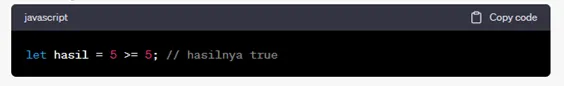 javascript
Copy code
let hasil = 5 >= 5; // hasilnya true